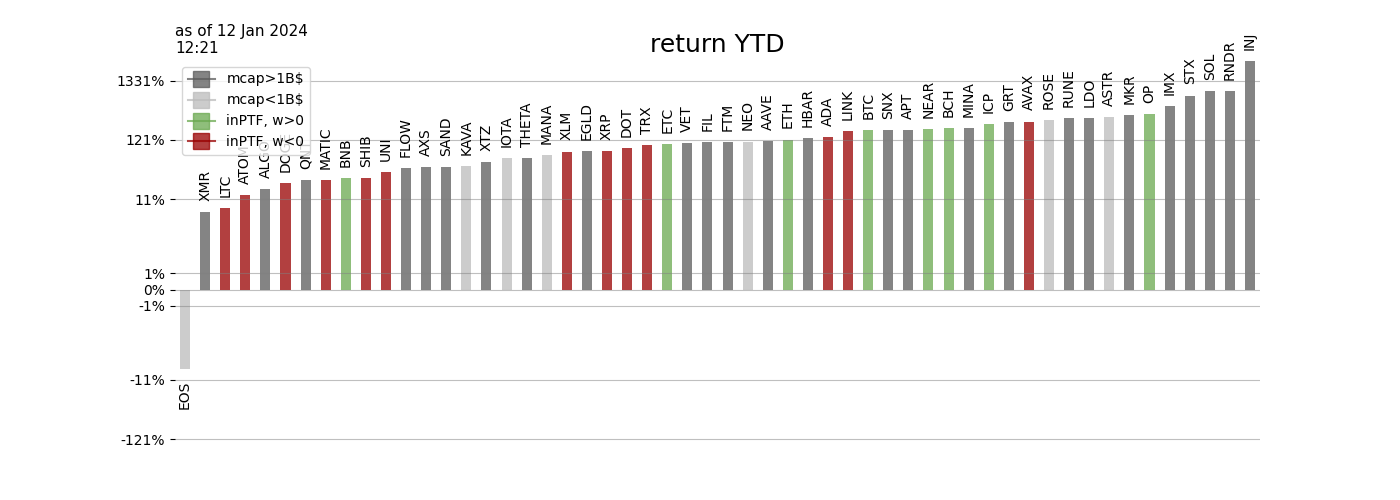 as of 12 Jan 2024
12:21
return YTD
mcap>1B$
mcap<1B$
inPTF, w>0
inPTF, w<0
1331%
121%
11%
1%
0%
-1%
-11%
-121%
EOS
XMR
LTC
ATOM
ALGO
DOGE
QNT
MATIC
BNB
SHIB
UNI
FLOW
AXS
SAND
KAVA
XTZ
IOTA
THETA
MANA
XLM
EGLD
XRP
DOT
TRX
ETC
VET
FIL
FTM
NEO
AAVE
ETH
HBAR
ADA
LINK
BTC
SNX
APT
NEAR
BCH
MINA
ICP
GRT
AVAX
ROSE
RUNE
LDO
ASTR
MKR
OP
IMX
STX
SOL
RNDR
INJ